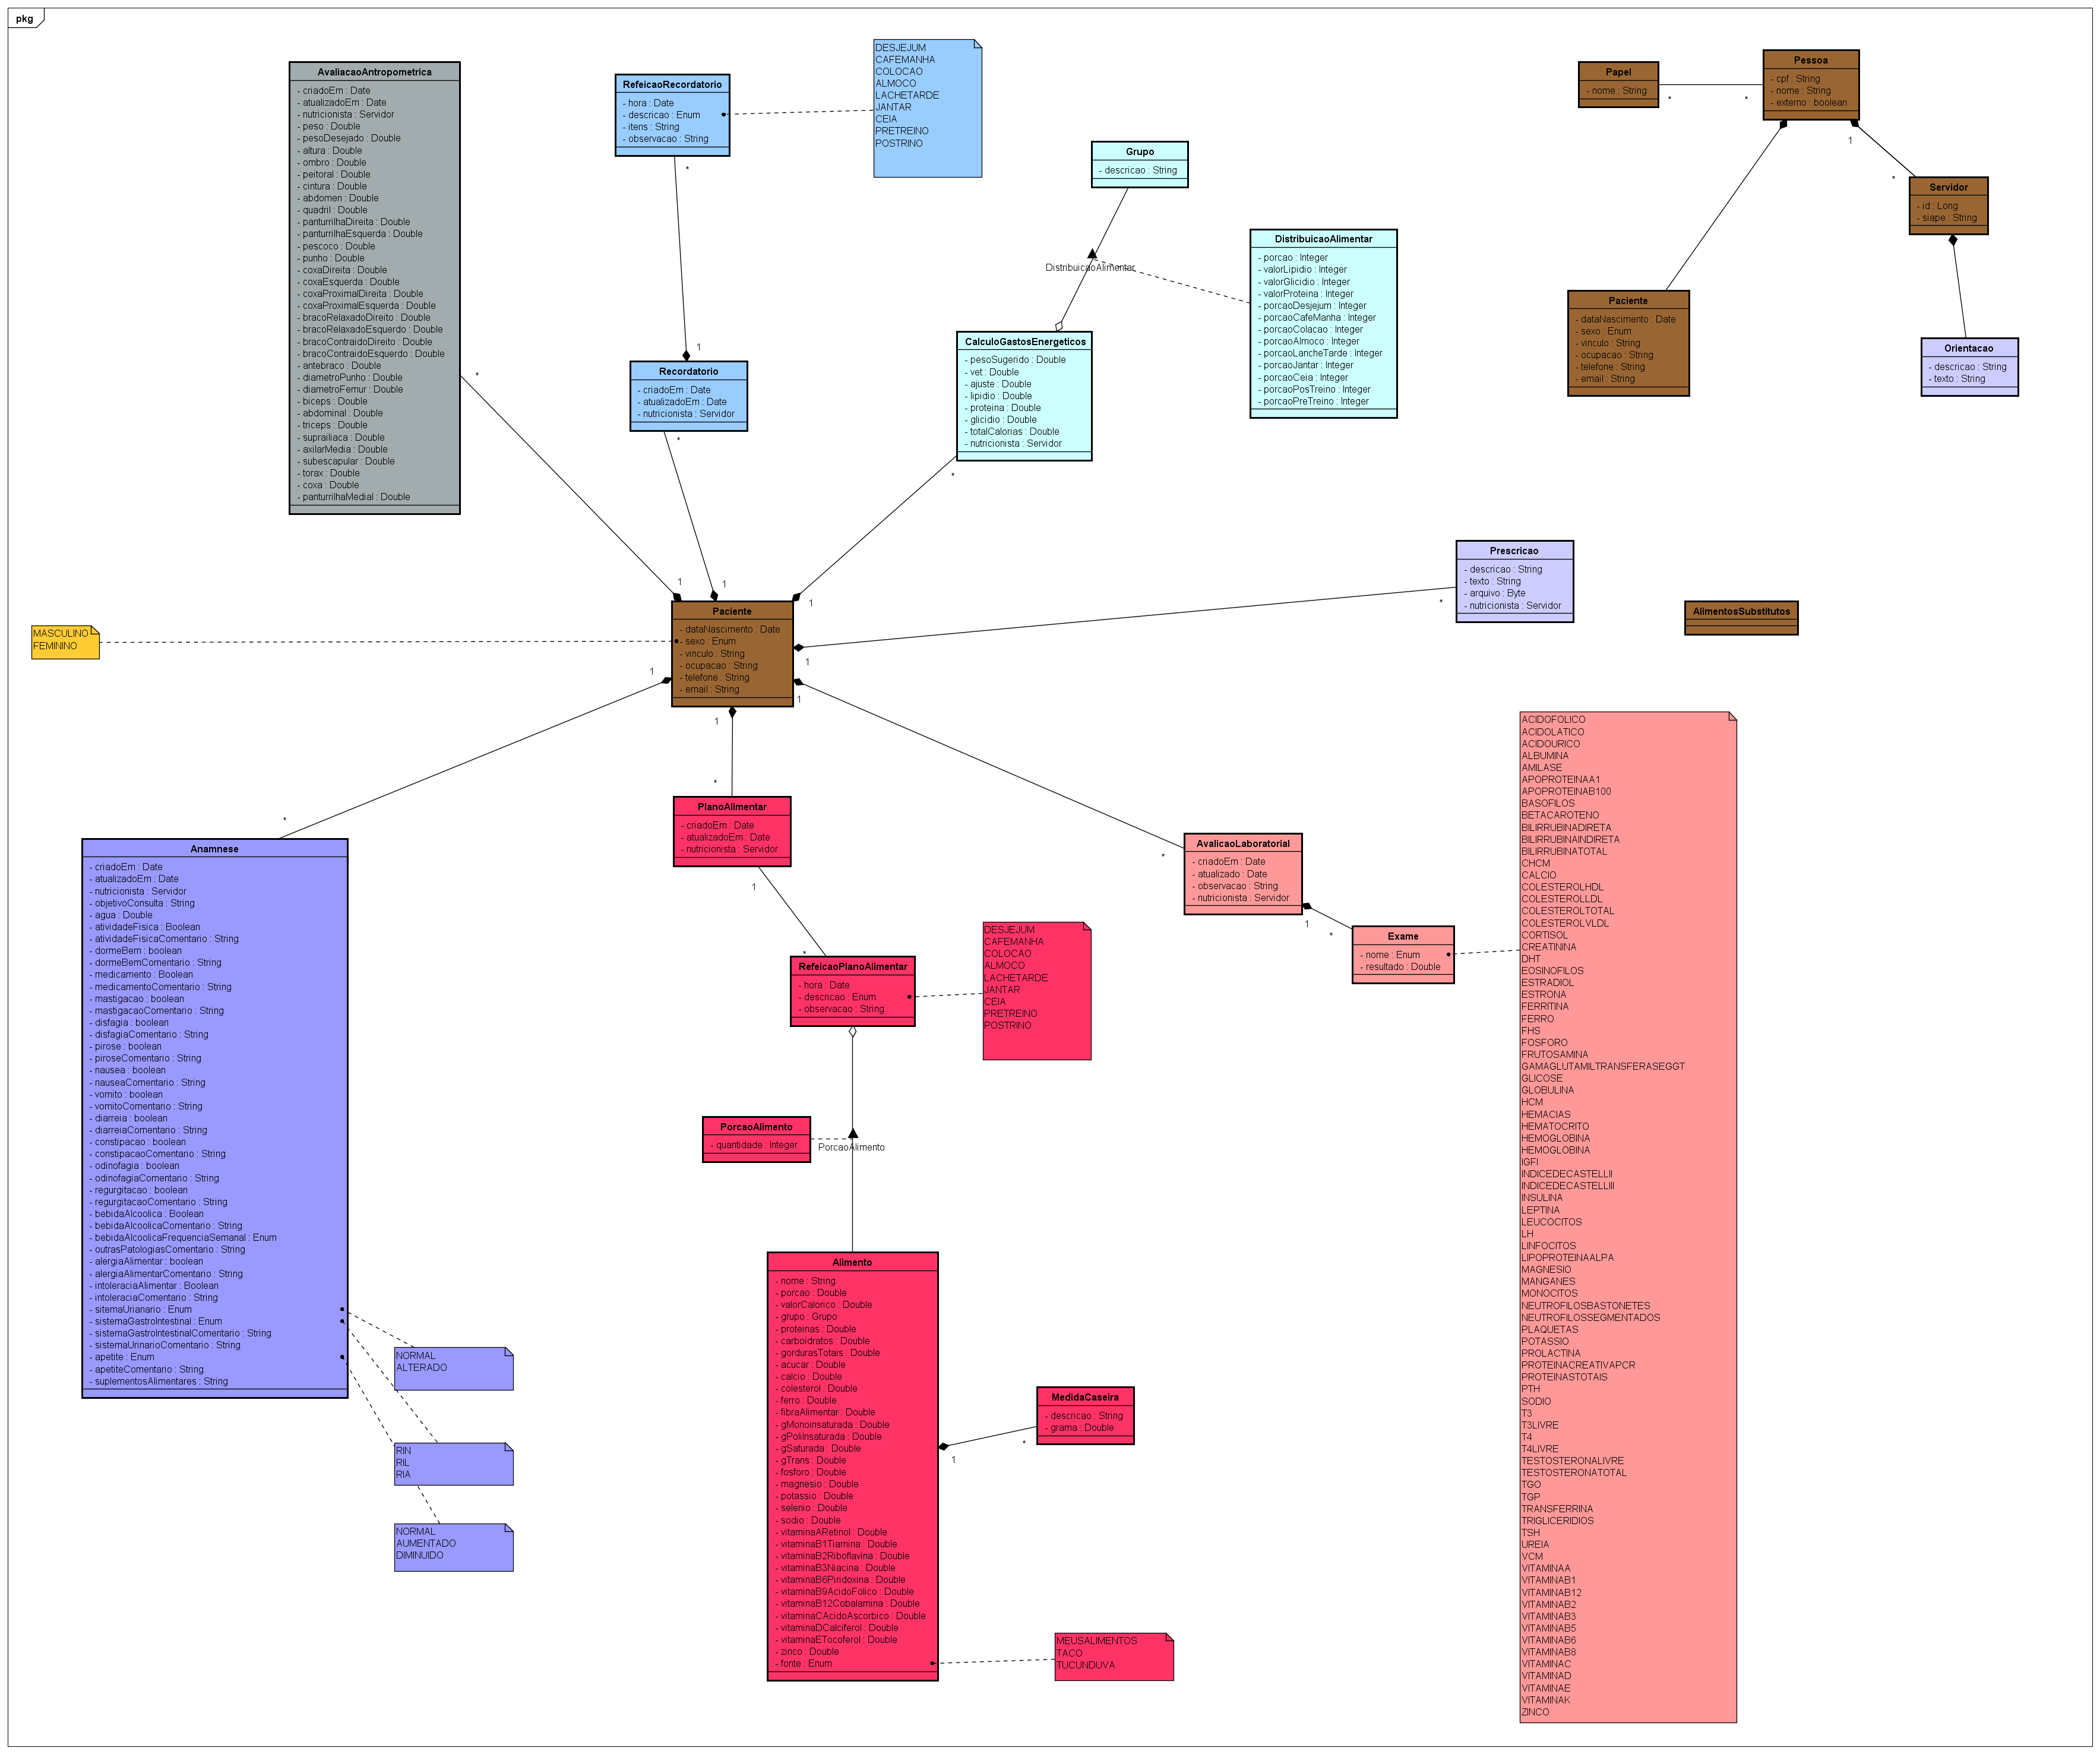 pkg
AvaliacaoAntropometrica
- criadoEm : Date
- atualizadoEm : Date
- nutricionista : Servidor
- peso : Double
- pesoDesejado : Double
- altura : Double
- ombro : Double
- peitoral : Double
- cintura : Double
- abdomen : Double
- quadril : Double
- panturrilhaDireita : Double
- panturrilhaEsquerda : Double
- pescoco : Double
- punho : Double
- coxaDireita : Double
- coxaEsquerda : Double
- coxaProximalDireita : Double
- coxaProximalEsquerda : Double
- bracoRelaxadoDireito : Double
- bracoRelaxadoEsquerdo : Double
- bracoContraidoDireito : Double
- bracoContraidoEsquerdo : Double
- antebraco : Double
- diametroPunho : Double
- diametroFemur : Double
- biceps : Double
- abdominal : Double
- triceps : Double
- suprailiaca : Double
- axilarMedia : Double
- subescapular : Double
- torax : Double
- coxa : Double
- panturrilhaMedial : Double
*
1
RefeicaoRecordatorio
- hora : Date
- descricao : Enum
- itens : String
- observacao : String
*
1
DESJEJUM
CAFEMANHA
COLOCAO
ALMOCO
LACHETARDE
JANTAR
CEIA
PRETREINO
POSTRINO
Recordatorio
- criadoEm : Date
- atualizadoEm : Date
- nutricionista : Servidor
*
1
Grupo
- descricao : String
DistribuicaoAlimentar
DistribuicaoAlimentar
- porcao : Integer
- valorLipidio : Integer
- valorGlicidio : Integer
- valorProteina : Integer
- porcaoDesjejum : Integer
- porcaoCafeManha : Integer
- porcaoColacao : Integer
- porcaoAlmoco : Integer
- porcaoLancheTarde : Integer
- porcaoJantar : Integer
- porcaoCeia : Integer
- porcaoPosTreino : Integer
- porcaoPreTreino : Integer
CalculoGastosEnergeticos
- pesoSugerido : Double
- vet : Double
- ajuste : Double
- lipidio : Double
- proteina : Double
- glicidio : Double
- totalCalorias : Double
- nutricionista : Servidor
*
1
Papel
- nome : String
*
*
Pessoa
- cpf : String
- nome : String
- externo : boolean
1
*
Servidor
- id : Long
- siape : String
Paciente
- dataNascimento : Date
- sexo : Enum
- vinculo : String
- ocupacao : String
- telefone : String
- email : String
Orientacao
- descricao : String
- texto : String
Prescricao
- descricao : String
- texto : String
- arquivo : Byte
- nutricionista : Servidor
*
1
AlimentosSubstitutos
MASCULINO
FEMININO
Paciente
- dataNascimento : Date
- sexo : Enum
- vinculo : String
- ocupacao : String
- telefone : String
- email : String
1
*
1
*
1
*
Anamnese
- criadoEm : Date
- atualizadoEm : Date
- nutricionista : Servidor
- objetivoConsulta : String
- agua : Double
- atividadeFisica : Boolean
- atividadeFisicaComentario : String
- dormeBem : boolean
- dormeBemComentario : String
- medicamento : Boolean
- medicamentoComentario : String
- mastigacao : boolean
- mastigacaoComentario : String
- disfagia : boolean
- disfagiaComentario : String
- pirose : boolean
- piroseComentario : String
- nausea : boolean
- nauseaComentario : String
- vomito : boolean
- vomitoComentario : String
- diarreia : boolean
- diarreiaComentario : String
- constipacao : boolean
- constipacaoComentario : String
- odinofagia : boolean
- odinofagiaComentario : String
- regurgitacao : boolean
- regurgitacaoComentario : String
- bebidaAlcoolica : Boolean
- bebidaAlcoolicaComentario : String
- bebidaAlcoolicaFrequenciaSemanal : Enum
- outrasPatologiasComentario : String
- alergiaAlimentar : boolean
- alergiaAlimentarComentario : String
- intoleraciaAlimentar : Boolean
- intoleraciaComentario : String
- sitemaUrianario : Enum
- sistemaGastroIntestinal : Enum
- sistemaGastroIntestinalComentario : String
- sistemaUrinarioComentario : String
- apetite : Enum
- apetiteComentario : String
- suplementosAlimentares : String
NORMAL
ALTERADO
RIN
RIL
RIA
NORMAL
AUMENTADO
DIMINUIDO
PlanoAlimentar
- criadoEm : Date
- atualizadoEm : Date
- nutricionista : Servidor
1
*
RefeicaoPlanoAlimentar
- hora : Date
- descricao : Enum
- observacao : String
DESJEJUM
CAFEMANHA
COLOCAO
ALMOCO
LACHETARDE
JANTAR
CEIA
PRETREINO
POSTRINO
PorcaoAlimento
- quantidade : Integer
PorcaoAlimento
Alimento
- nome : String
- porcao : Double
- valorCalorico : Double
- grupo : Grupo
- proteinas : Double
- carboidratos : Double
- gordurasTotais : Double
- acucar : Double
- calcio : Double
- colesterol : Double
- ferro : Double
- fibraAlimentar : Double
- gMonoinsaturada : Double
- gPoliInsaturada : Double
- gSaturada : Double
- gTrans : Double
- fosforo : Double
- magnesio : Double
- potassio : Double
- selenio : Double
- sodio : Double
- vitaminaARetinol : Double
- vitaminaB1Tiamina : Double
- vitaminaB2Riboflavina : Double
- vitaminaB3Niacina : Double
- vitaminaB6Piridoxina : Double
- vitaminaB9AcidoFolico : Double
- vitaminaB12Cobalamina : Double
- vitaminaCAcidoAscorbico : Double
- vitaminaDCalciferol : Double
- vitaminaETocoferol : Double
- zinco : Double
- fonte : Enum
1
*
MedidaCaseira
- descricao : String
- grama : Double
MEUSALIMENTOS
TACO
TUCUNDUVA
AvalicaoLaboratorial
- criadoEm : Date
- atualizado : Date
- observacao : String
- nutricionista : Servidor
1
*
Exame
- nome : Enum
- resultado : Double
ACIDOFOLICO
ACIDOLATICO
ACIDOURICO
ALBUMINA
AMILASE
APOPROTEINAA1
APOPROTEINAB100
BASOFILOS
BETACAROTENO
BILIRRUBINADIRETA
BILIRRUBINAINDIRETA
BILIRRUBINATOTAL
CHCM
CALCIO
COLESTEROLHDL
COLESTEROLLDL
COLESTEROLTOTAL
COLESTEROLVLDL
CORTISOL
CREATININA
DHT
EOSINOFILOS
ESTRADIOL
ESTRONA
FERRITINA
FERRO
FHS
FOSFORO
FRUTOSAMINA
GAMAGLUTAMILTRANSFERASEGGT
GLICOSE
GLOBULINA
HCM
HEMACIAS
HEMATOCRITO
HEMOGLOBINA
HEMOGLOBINA
IGFI
INDICEDECASTELLII
INDICEDECASTELLIII
INSULINA
LEPTINA
LEUCOCITOS
LH
LINFOCITOS
LIPOPROTEINAALPA
MAGNESIO
MANGANES
MONOCITOS
NEUTROFILOSBASTONETES
NEUTROFILOSSEGMENTADOS
PLAQUETAS
POTASSIO
PROLACTINA
PROTEINACREATIVAPCR
PROTEINASTOTAIS
PTH
SODIO
T3
T3LIVRE
T4
T4LIVRE
TESTOSTERONALIVRE
TESTOSTERONATOTAL
TGO
TGP
TRANSFERRINA
TRIGLICERIDIOS
TSH
UREIA
VCM
VITAMINAA
VITAMINAB1
VITAMINAB12
VITAMINAB2
VITAMINAB3
VITAMINAB5
VITAMINAB6
VITAMINAB8
VITAMINAC
VITAMINAD
VITAMINAE
VITAMINAK
ZINCO